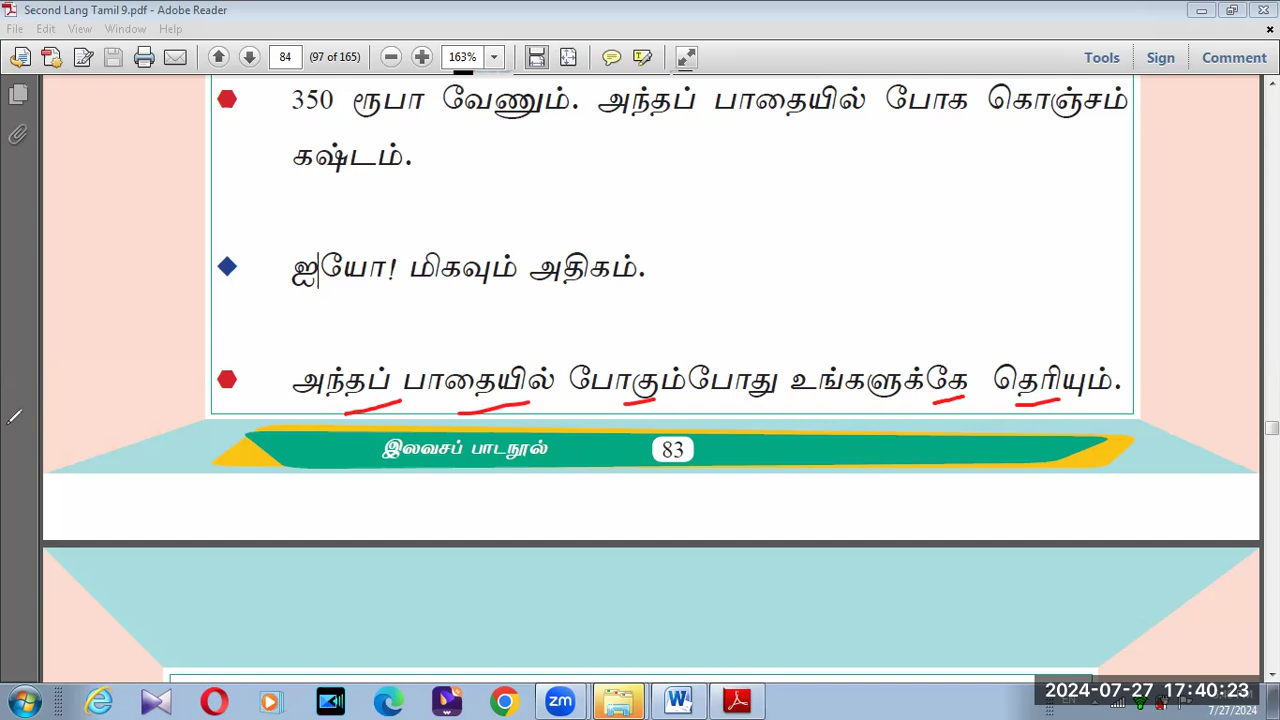 Second Lang Tamil 9.pdf - Adobe Reader
File Edit View Window Help
84 (97 of 165) 163% Tools Sign Comment
350 ரூபா வேணும். அந்தப் பாதையில் போக கொஞ்சம்
கஷ்டம்.
ஐயோ! மிகவும் அதிகம்.
அந்தப் பாதையில் போகும்போது உங்களுக்கே தெரியும்.
இலவசப் பாடநூல் 83
2024-07-27 17:40:23
7/27/2024